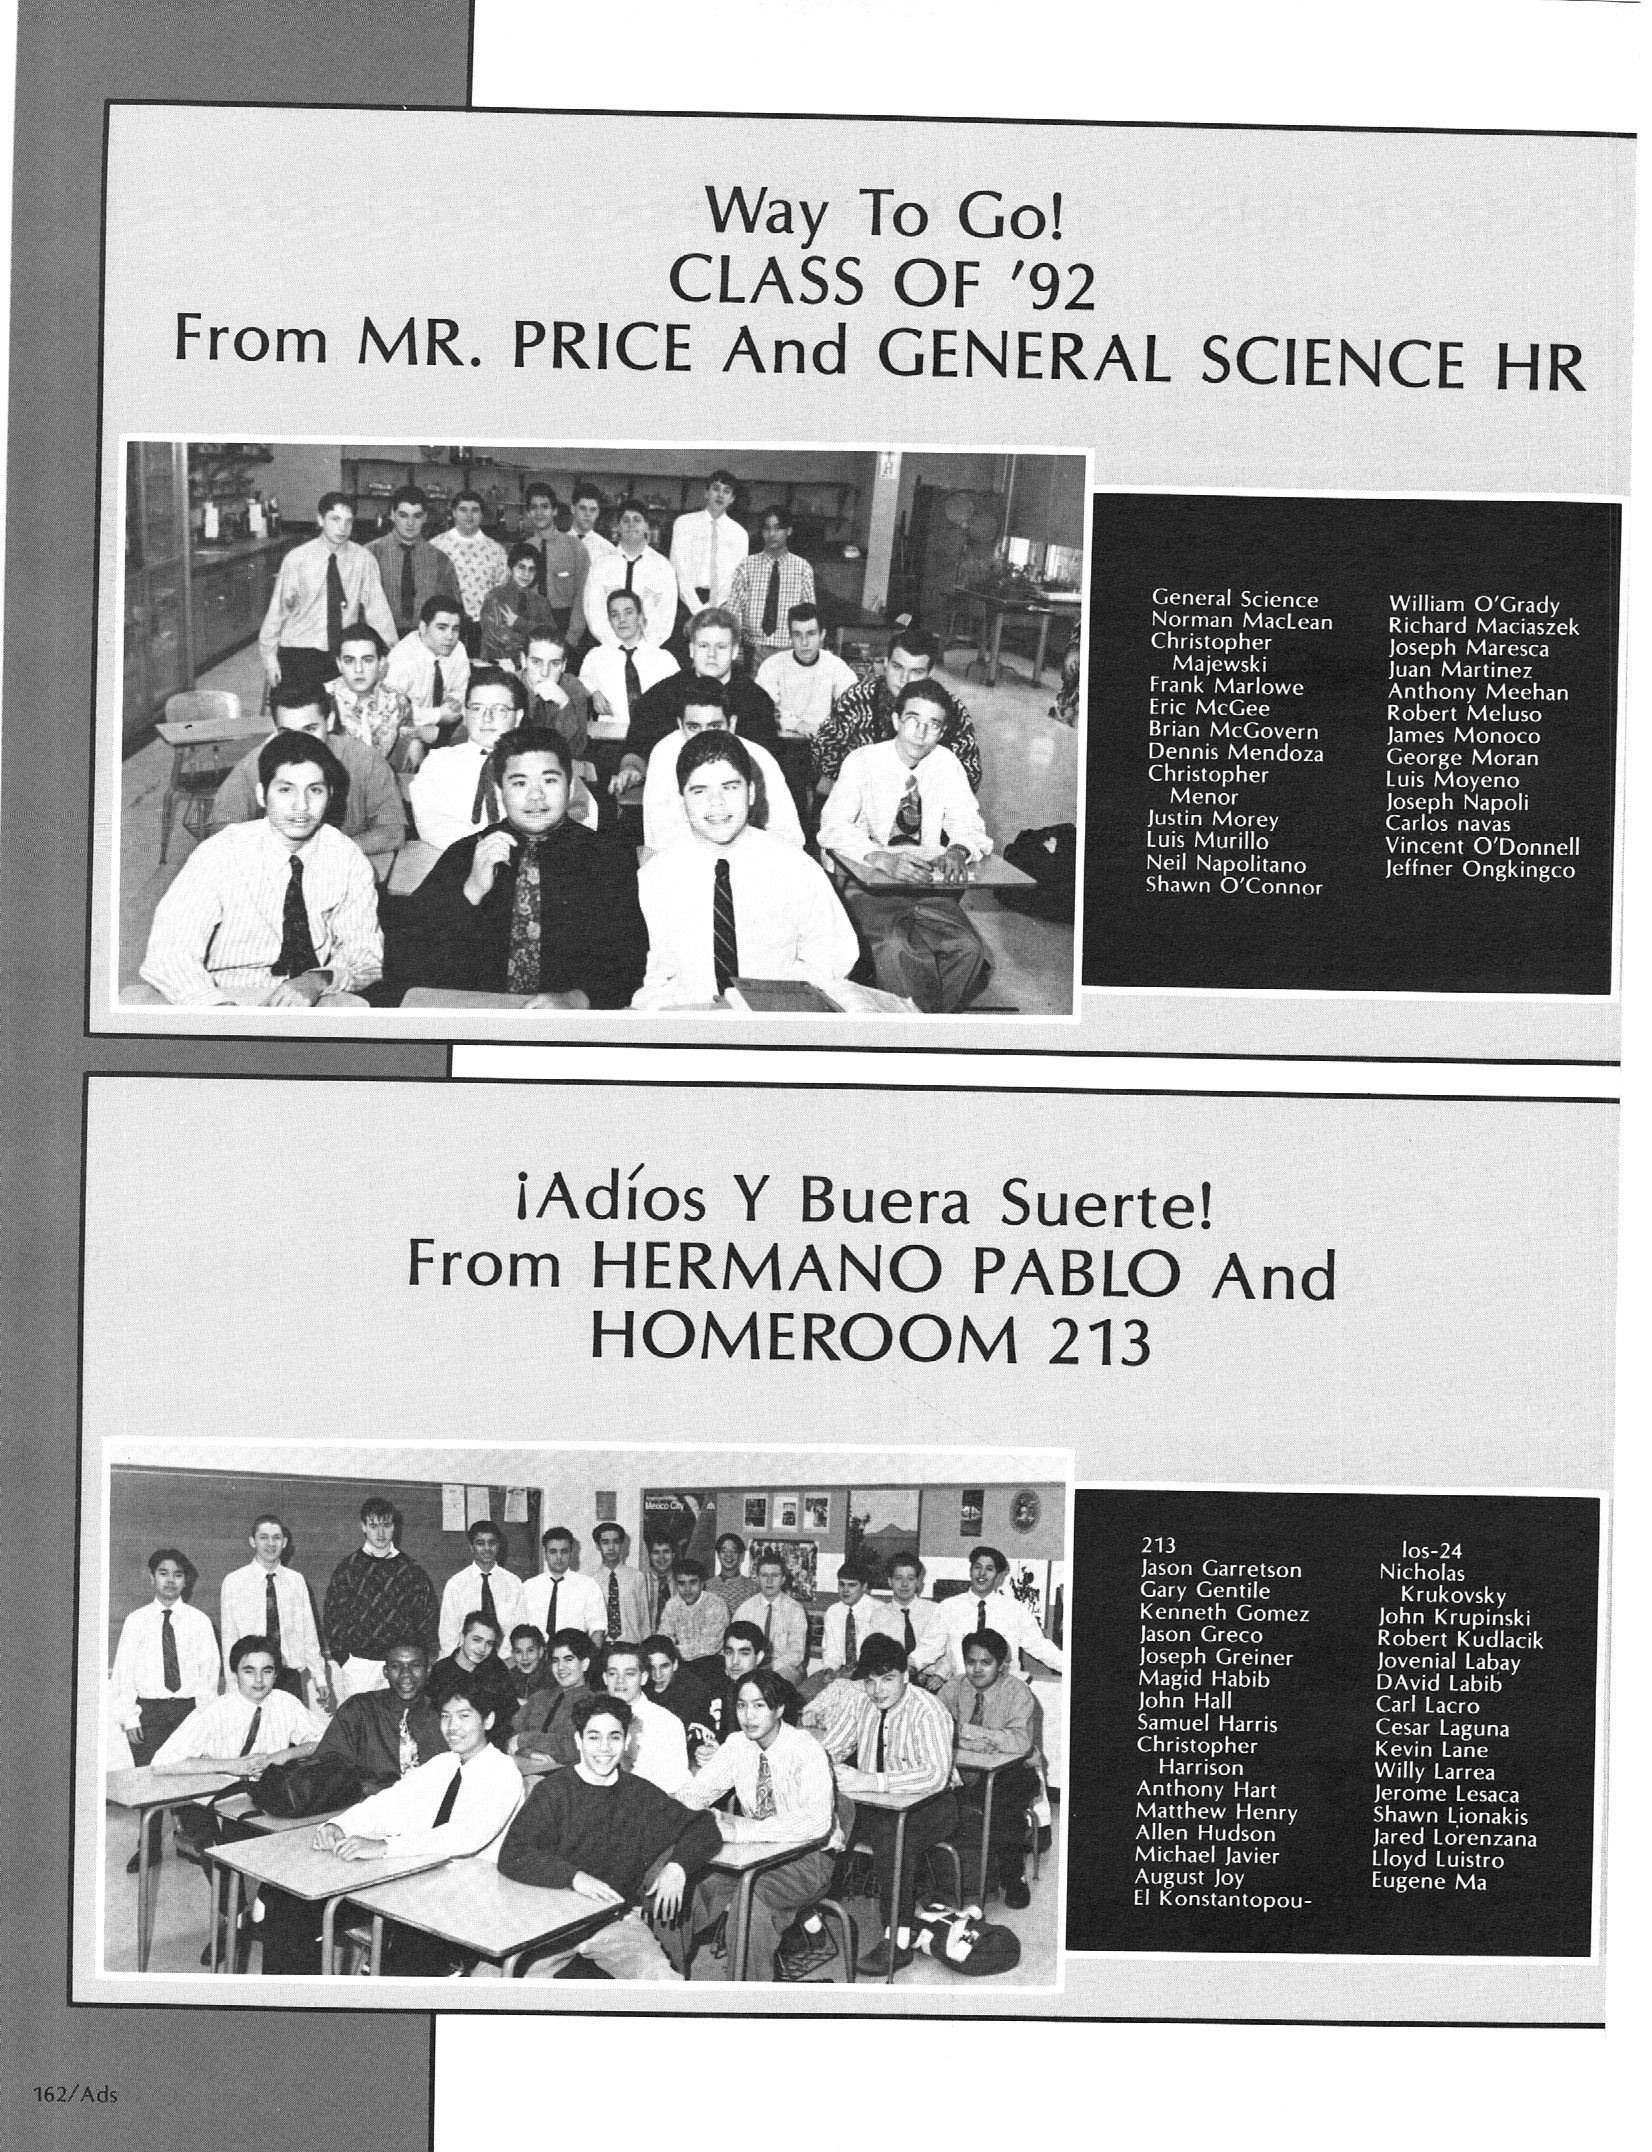 Way To Go!
CLASS OF '92
From MR. PRICE And GENERAL SCIENCE HR
General Science
Norman MacLean
Christopher
Majewski
Frank Marlowe
Eric McGee
Brian McGovern
Dennis Mendoza
Christopher
Menor
Justin Morey
Luis Murillo
Neil Napolitano
Shawn O'Connor
William O'Grady
Richard Maciaszek
Joseph Maresca
Juan Martinez
Anthony Meehan
Robert Meluso
James Monoco
George Moran
Luis Moyeno
Joseph Napoli
Carlos navas
Vincent O'Donnell
Jeffner Ongkingco
¡Adíos Y Buera Suerte!
From HERMANO PABLO And
HOMEROOM 213
Mexico City
213
Jason Garretson
Gary Gentile
Kenneth Gomez
Jason Greco
Joseph Greiner
Magid Habib
John Hall
Samuel Harris
Christopher
Harrison
Anthony Hart
Matthew Henry
Allen Hudson
Michael Javier
August Joy
El Konstantopou-
los-24
Nicholas
Krukovsky
John Krupinski
Robert Kudlacik
Jovenial Labay
DAvid Labib
Carl Lacro
Cesar Laguna
Kevin Lane
Willy Larrea
Jerome Lesaca
Shawn Lionakis
Jared Lorenzana
Lloyd Luistro
Eugene Ma
162/Ads